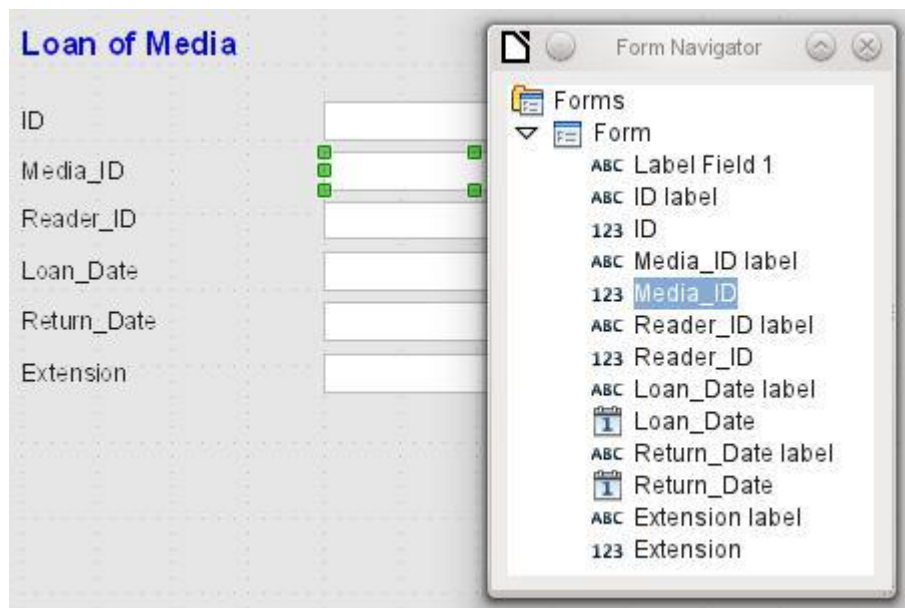 Loan of Media
ID
Media_ID
Reader_ID
Loan_Date
Return_Date
Extension
Form Navigator
Forms
Form
ABC Label Field 1
ABC ID label
123 ID
ABC Media_ID label
123 Media_ID
ABC Reader_ID label
123 Reader_ID
ABC Loan_Date label
1 Loan_Date
ABC Return_Date label
1 Return_Date
ABC Extension label
123 Extension